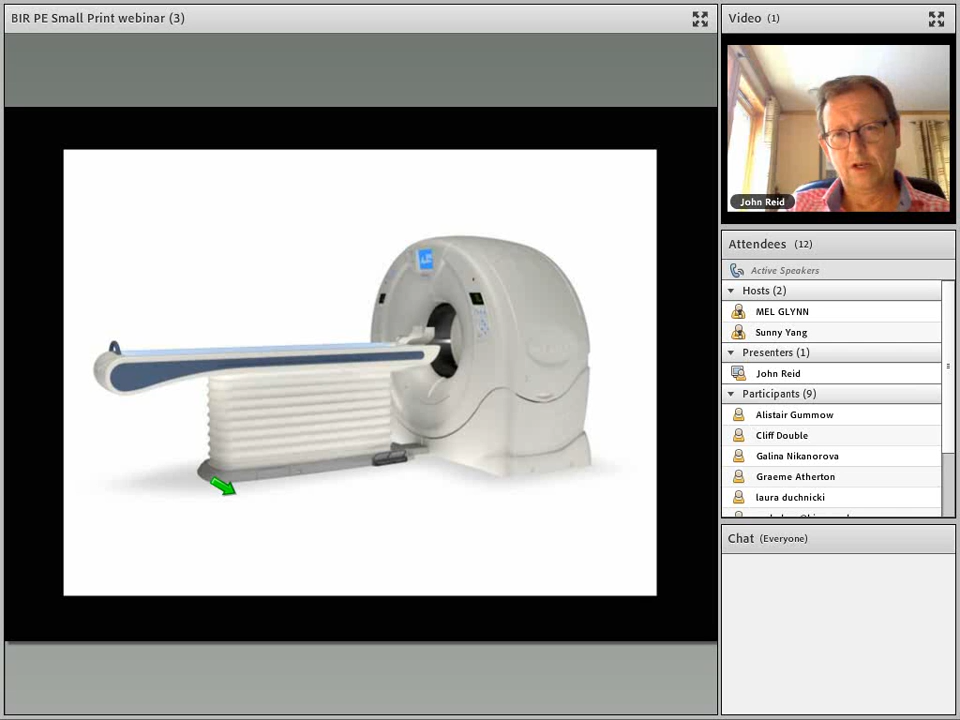 BIR PE Small Print webinar (3)
Video (1)
John Reid
Attendees (12)
Active Speakers
Hosts (2)
MEL GLYNN
Sunny Yang
Presenters (1)
John Reid
Participants (9)
Alistair Gummow
Cliff Double
Galina Nikanorova
Graeme Atherton
laura duchnicki
Chat (Everyone)